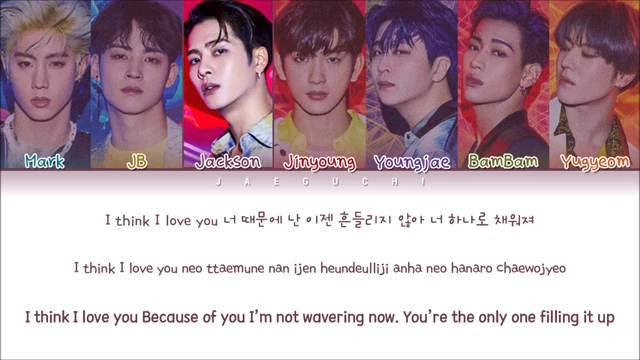 Mark JB Jackson Jinyoung Youngjae BamBam Yugyeom
JAEGUCHI
I think I love you 너 때문에 난 이젠 흔들리지 않아 너 하나로 채워져
I think I love you neo ttaemune nan ijen heundeulliji anha neo hanaro chaewojyeo
I think I love you Because of you I'm not wavering now. You're the only one filling it up